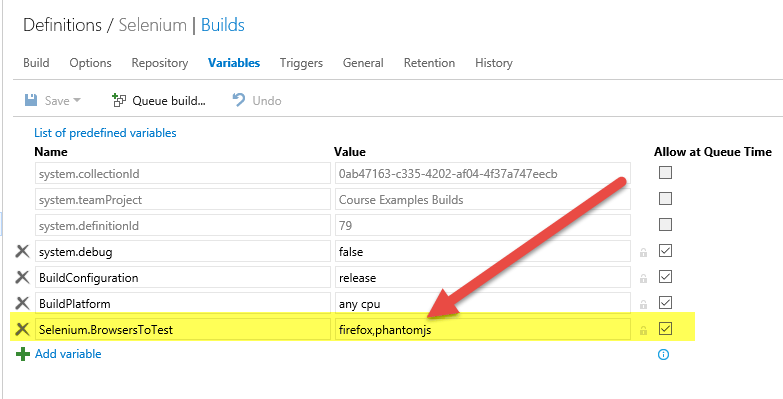 Definitions / Selenium | Builds
Build Options Repository Variables Triggers General Retention History
Save Queue build... Undo
List of predefined variables
Name Value Allow at Queue Time
system.collectionId 0ab47163-c335-4202-af04-4f37a747eecb
system.teamProject Course Examples Builds
system.definitionId 79
system.debug false
BuildConfiguration release
BuildPlatform any cpu
Selenium.BrowsersToTest firefox,phantomjs
Add variable